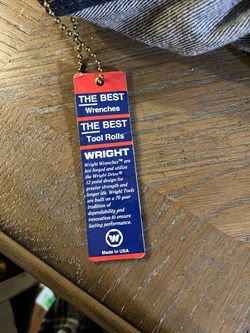 THE BEST
Wrenches
THE BEST
Tool Rolls
WRIGHT
Wright Wrenches™ are
hot forged and utilize the
Wright Drive®
12 point design for
greater strength and
longer life. Wright Tools
are built on a 70 year
tradition of
dependability and
innovation to ensure
lasting performance.
W
Made in USA